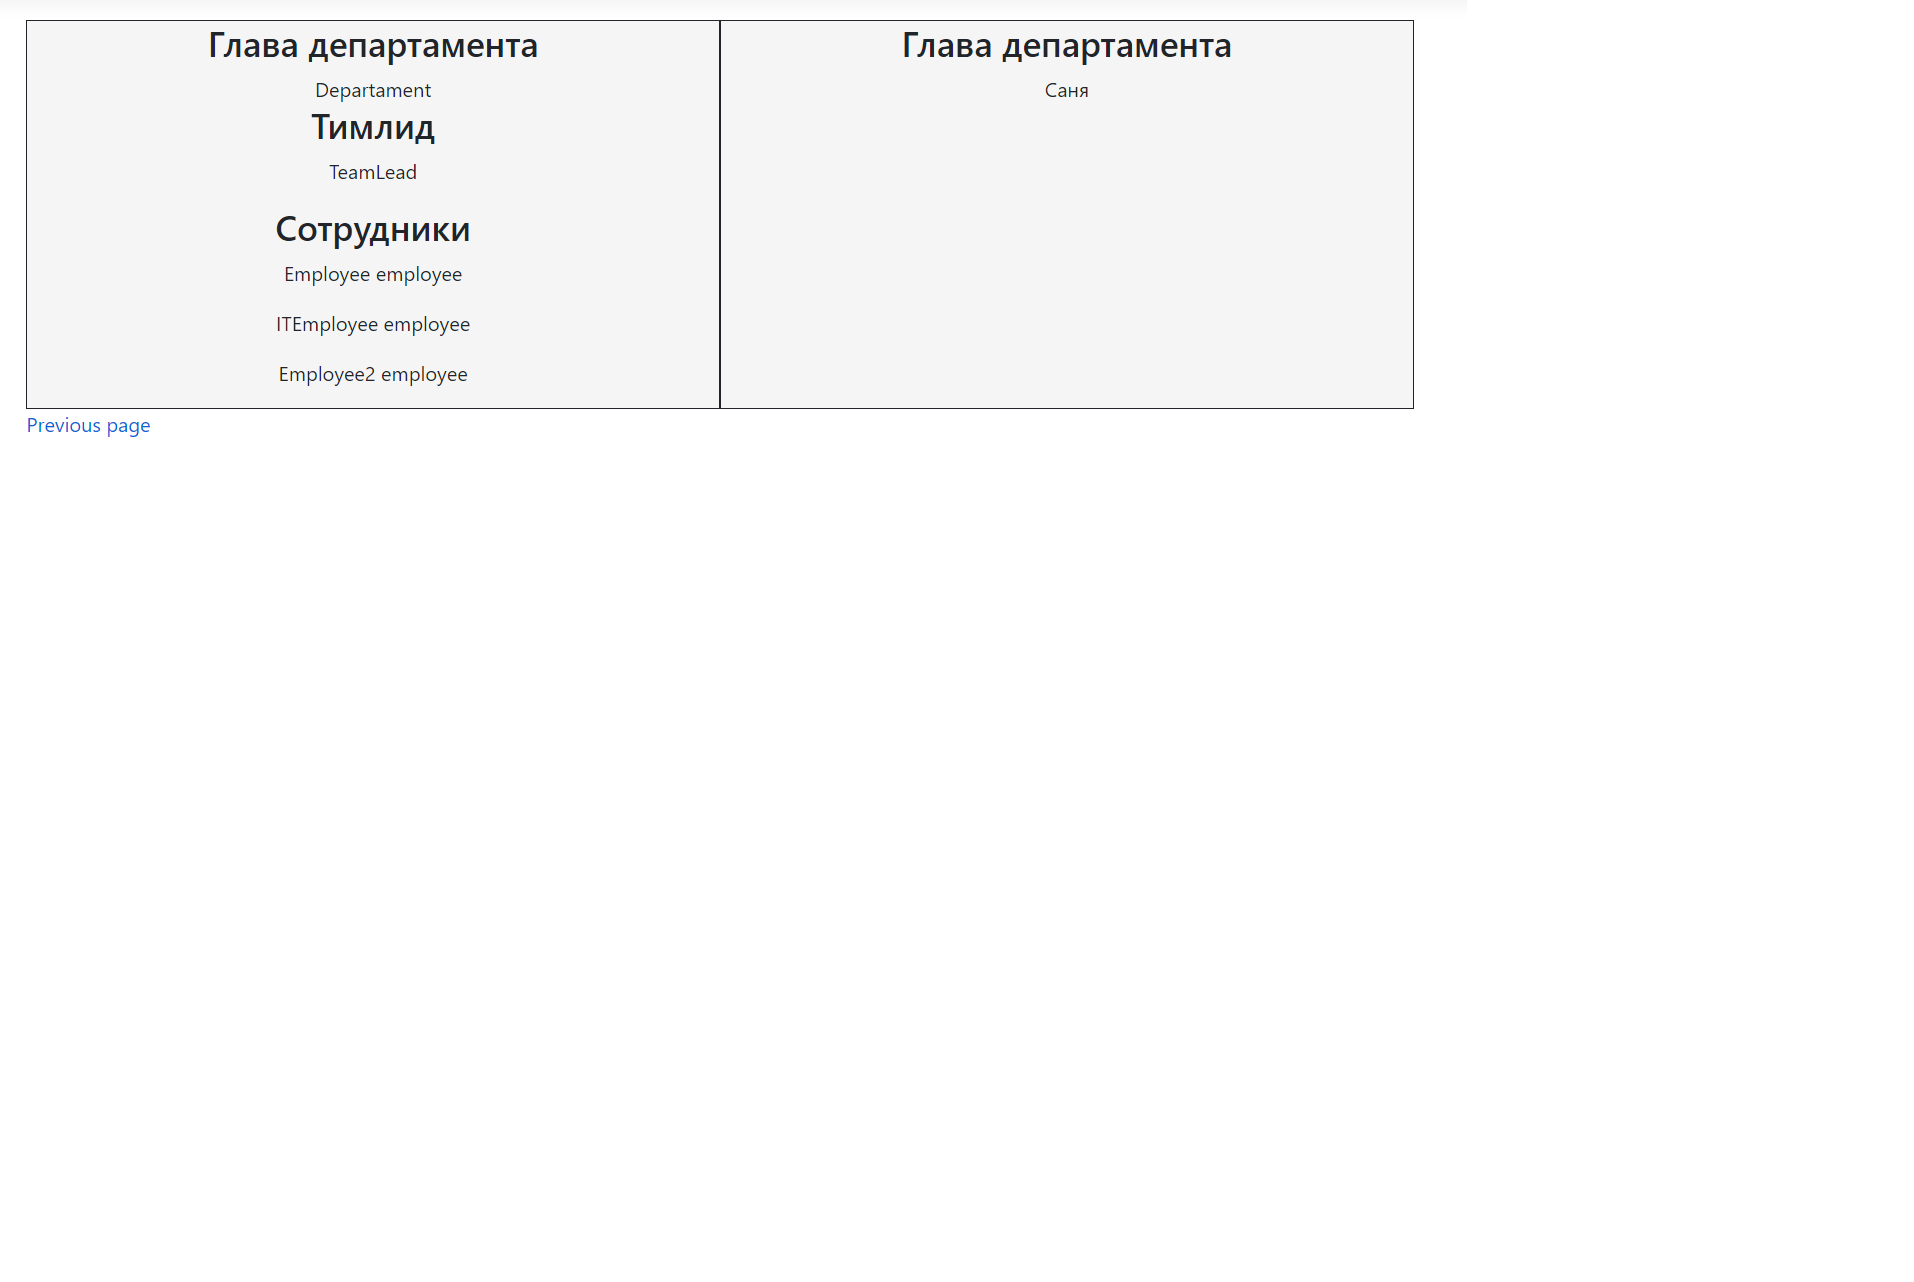 Глава департамента
Departament
Тимлид
TeamLead
Сотрудники
Employee employee
ITEmployee employee
Employee2 employee
Глава департамента
Саня
Previous page